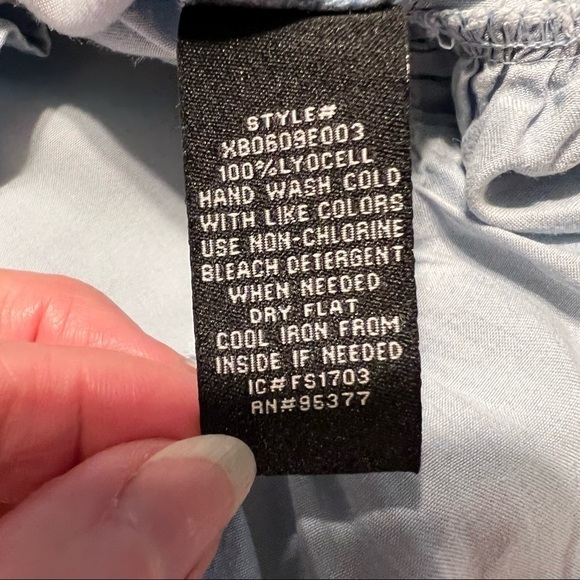 STYLE#
XB0609E003
100%LYOCELL
HAND WASH COLD
WITH LIKE COLORS
USE NON-CHLORINE
BLEACH DETERGENT
WHEN NEEDED
DRY FLAT
COOL IRON FROM
INSIDE IF NEEDED
IC#FS1703
RN#95377